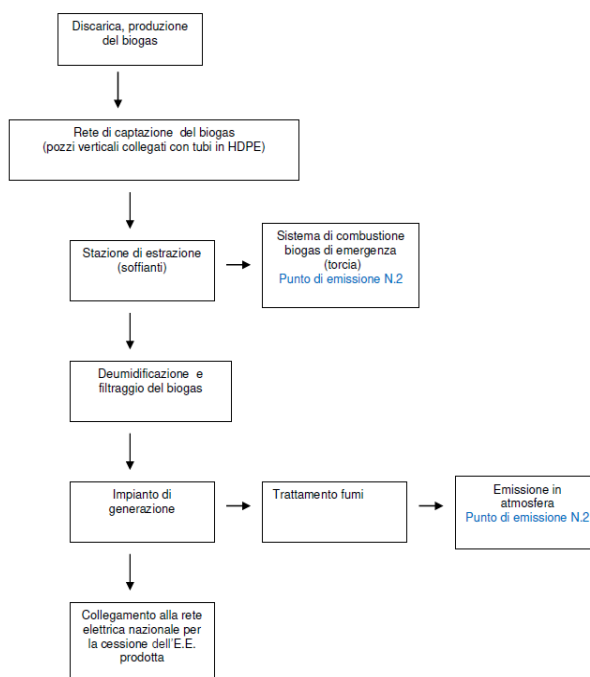 Discarica, produzione
del biogas
Rete di captazione del biogas
(pozzi verticali collegati con tubi in HDPE)
Stazione di estrazione
(soffianti)
Sistema di combustione
biogas di emergenza
(torcia)
Punto di emissione N.2
Deumidificazione e
filtraggio del biogas
Impianto di
generazione
Trattamento fumi
Emissione in
atmosfera
Punto di emissione N.2
Collegamento alla rete
elettrica nazionale per
la cessione dell'E.E.
prodotta